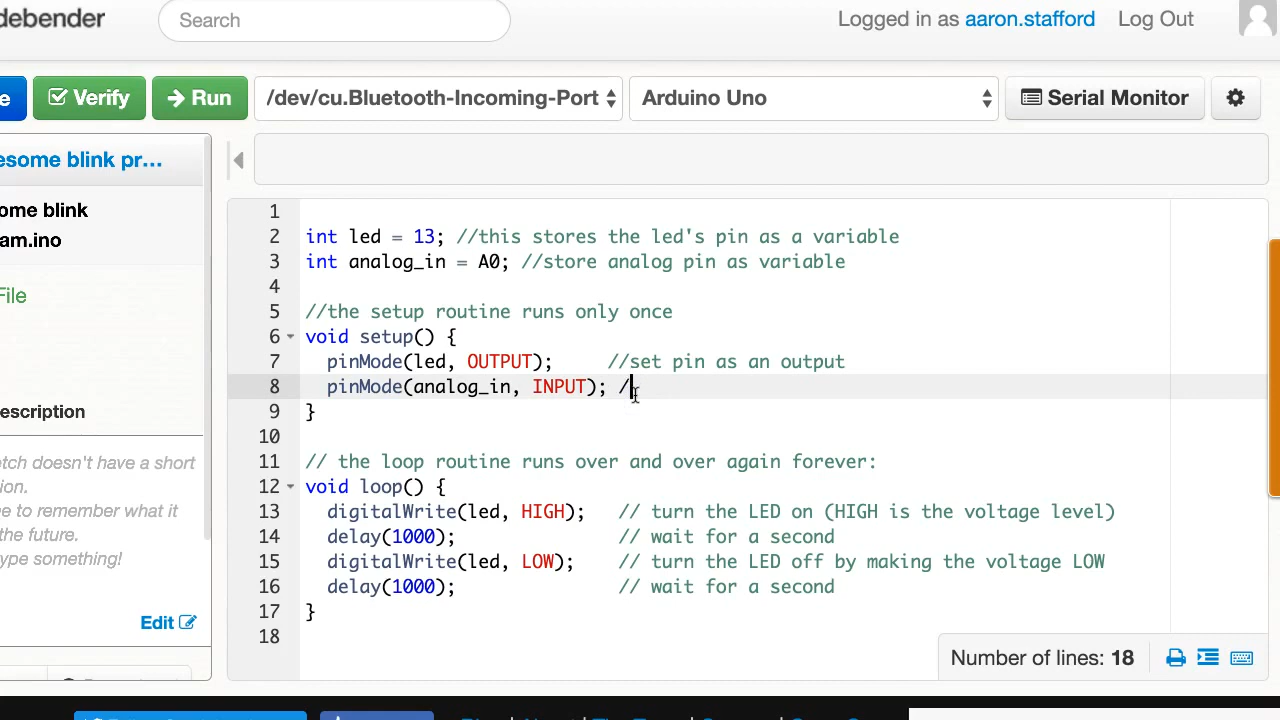 debender
Search
Logged in as aaron.stafford Log Out
e
Verify
Run
/dev/cu.Bluetooth-Incoming-Port
Arduino Uno
Serial Monitor
esome blink pr...
ome blink
am.ino
File
escription
etch doesn't have a short
ion.
e to remember what it
the future.
ype something!
Edit
1
2 int led = 13; //this stores the led's pin as a variable
3 int analog_in = A0; //store analog pin as variable
4
5 //the setup routine runs only once
6 void setup() {
7 pinMode(led, OUTPUT); //set pin as an output
8 pinMode(analog_in, INPUT); /
9 }
10
11 // the loop routine runs over and over again forever:
12 void loop() {
13 digitalWrite(led, HIGH); // turn the LED on (HIGH is the voltage level)
14 delay(1000); // wait for a second
15 digitalWrite(led, LOW); // turn the LED off by making the voltage LOW
16 delay(1000); // wait for a second
17 }
18
Number of lines: 18